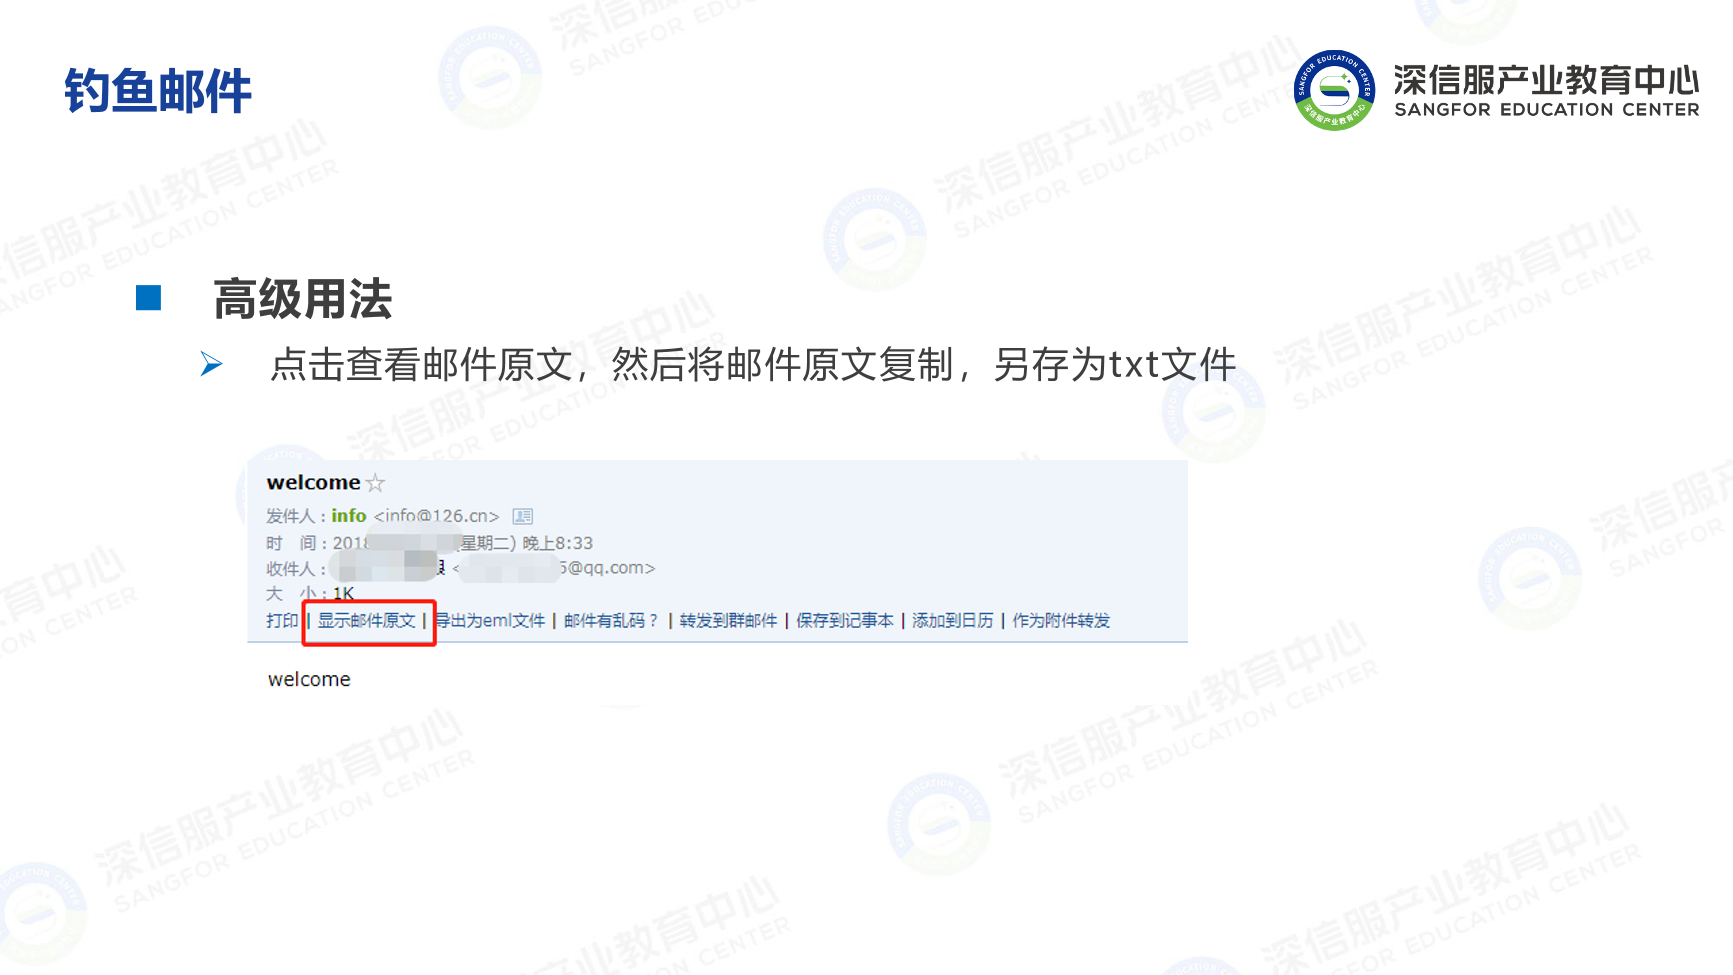 钓鱼邮件
深信服产业教育中心
SANGFOR EDUCATION CENTER
高级用法
点击查看邮件原文，然后将邮件原文复制，另存为txt文件
welcome☆
发件人：info <info@126.cn>
时 间：2018 (星期二) 晚上8:33
收件人： < 5@qq.com>
大 小：1K
打印 | 显示邮件原文 | 导出为eml文件 | 邮件有乱码？ | 转发到群邮件 | 保存到记事本 | 添加到日历 | 作为附件转发
welcome